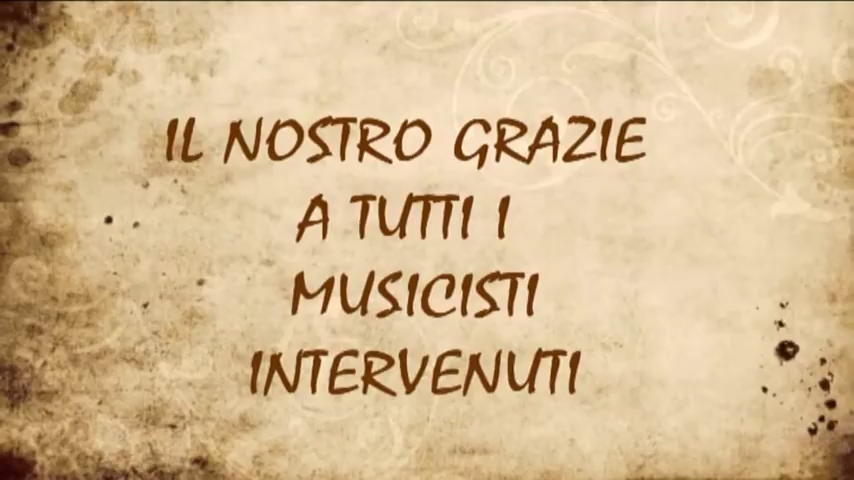 IL NOSTRO GRAZIE
A TUTTI I
MUSICISTI
INTERVENUTI